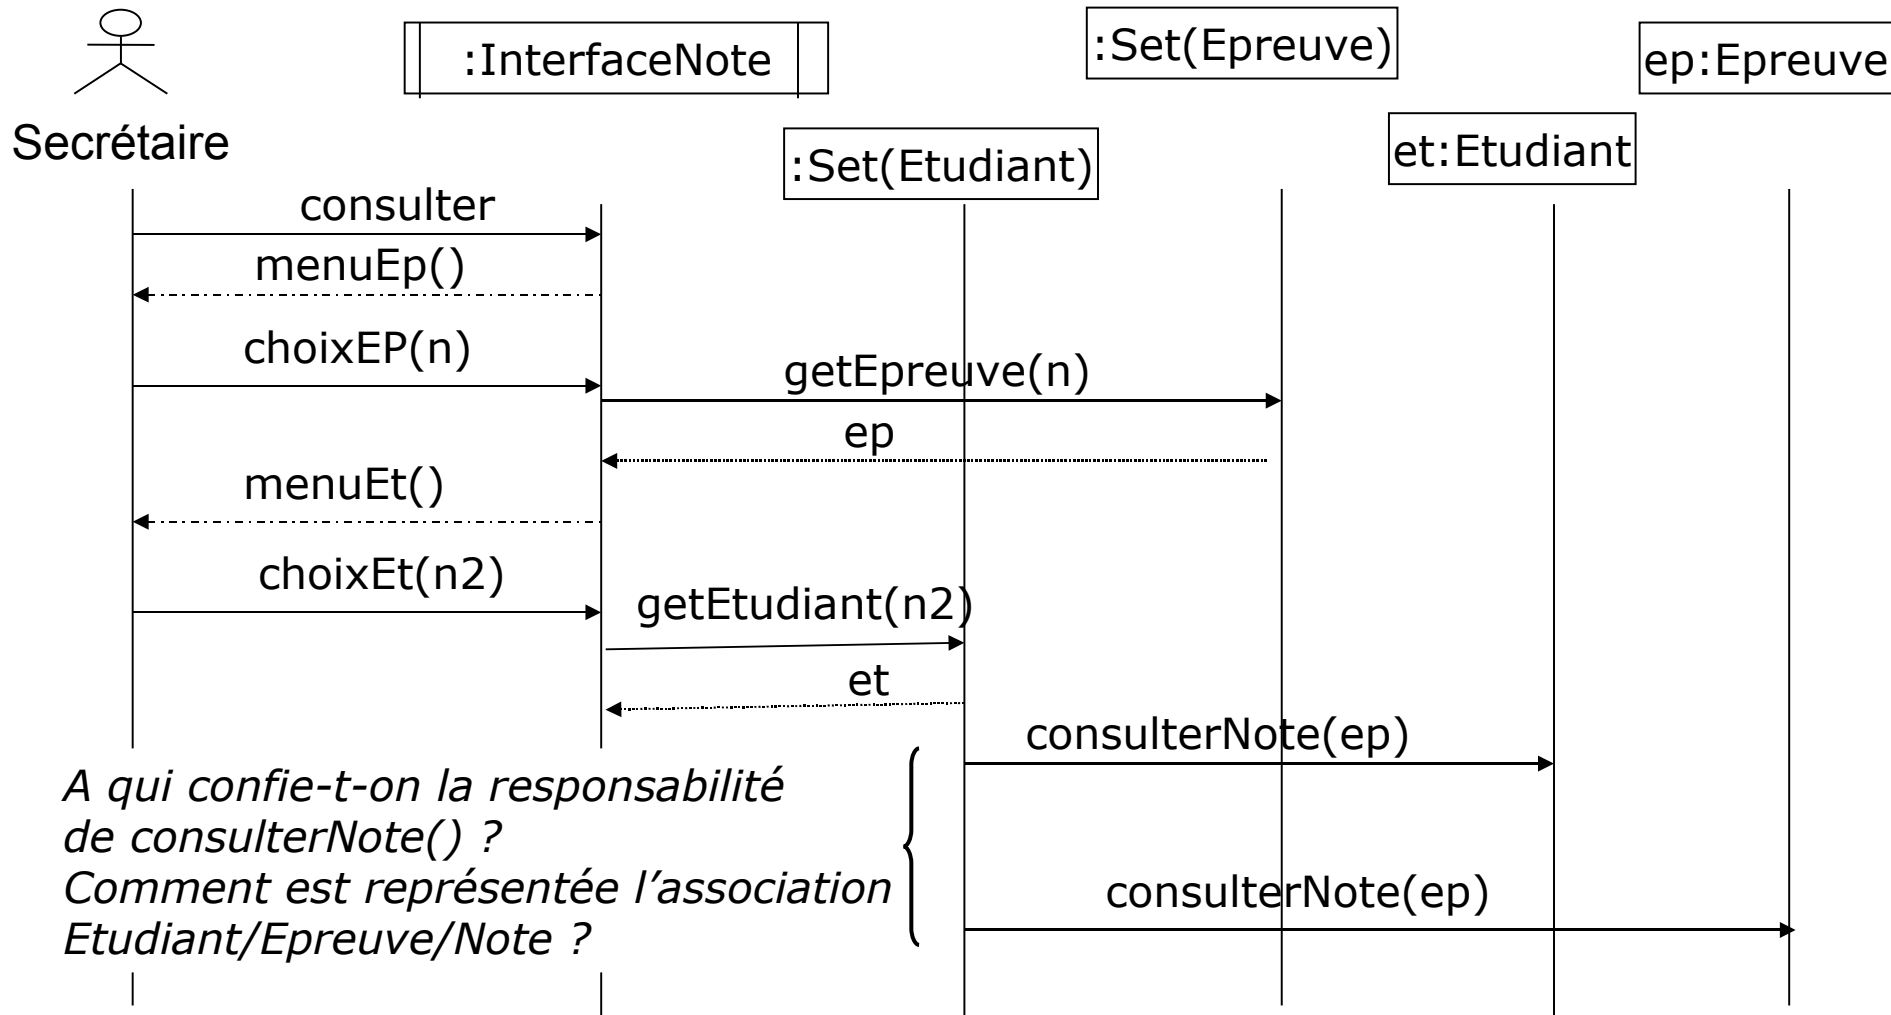 :InterfaceNote
:Set(Epreuve)
ep:Epreuve
Secrétaire
:Set(Etudiant)
et:Etudiant
consulter
menuEp()
choixEP(n)
getEpreuve(n)
ep
menuEt()
choixEt(n2)
getEtudiant(n2)
et
consulterNote(ep)
A qui confie-t-on la responsabilité
de consulterNote() ?
Comment est représentée l’association
Etudiant/Epreuve/Note ?
consulterNote(ep)